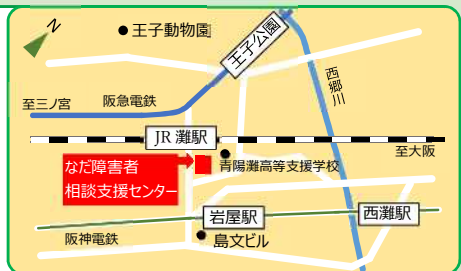 N
王子動物園
王子公園
西郷川
至三ノ宮
阪急電鉄
JR 灘駅
至大阪
なだ障害者
相談支援センター
青陽灘高等支援学校
岩屋駅
西灘駅
阪神電鉄
島文ビル